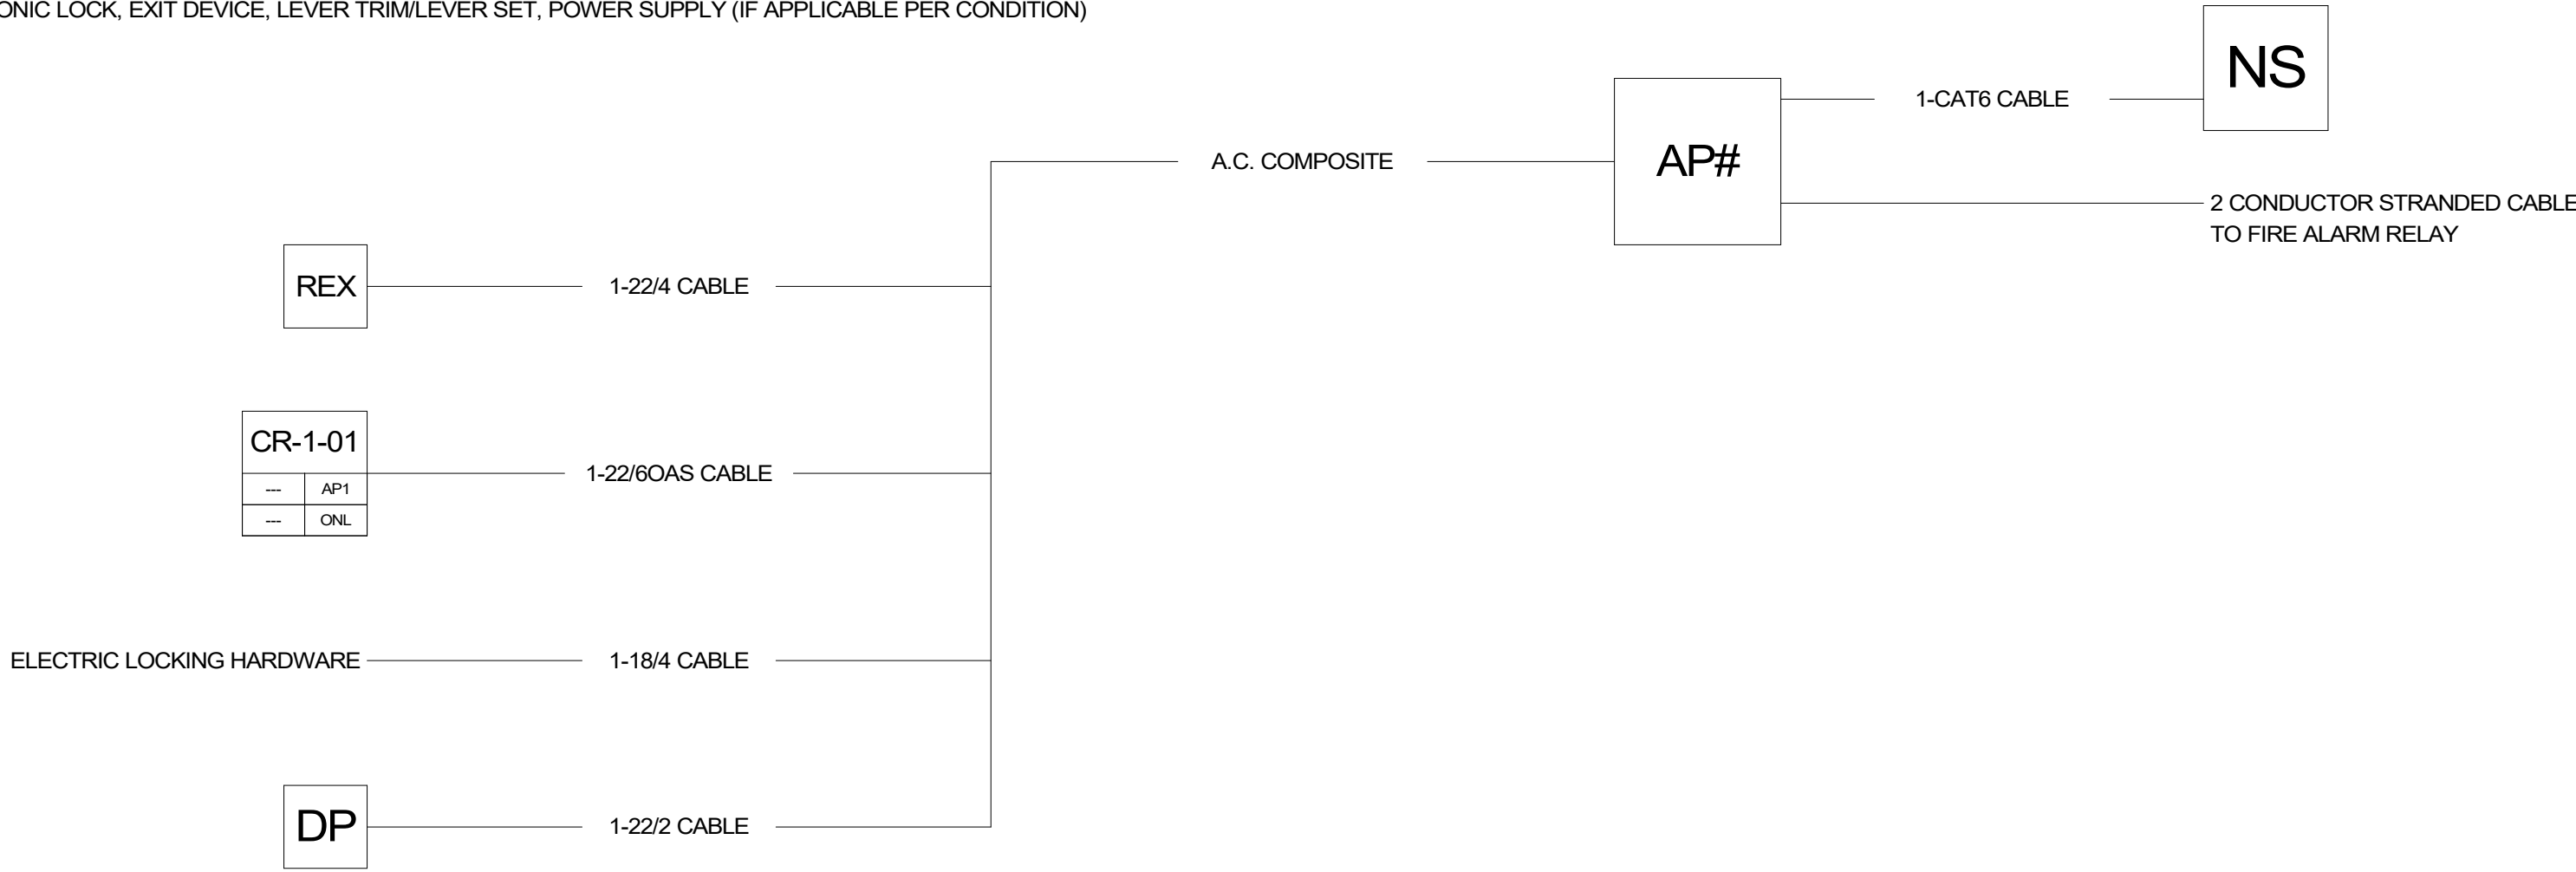 LOCK, EXIT DEVICE, LEVER TRIM/LEVER SET, POWER SUPPLY (IF APPLICABLE PER CONDITION)
NS
1-CAT6 CABLE
A.C. COMPOSITE
AP#
2 CONDUCTOR STRANDED CABLE
TO FIRE ALARM RELAY
REX
1-22/4 CABLE
CR-1-01
--- AP1
--- ONL
1-22/6OAS CABLE
ELECTRIC LOCKING HARDWARE
1-18/4 CABLE
DP
1-22/2 CABLE